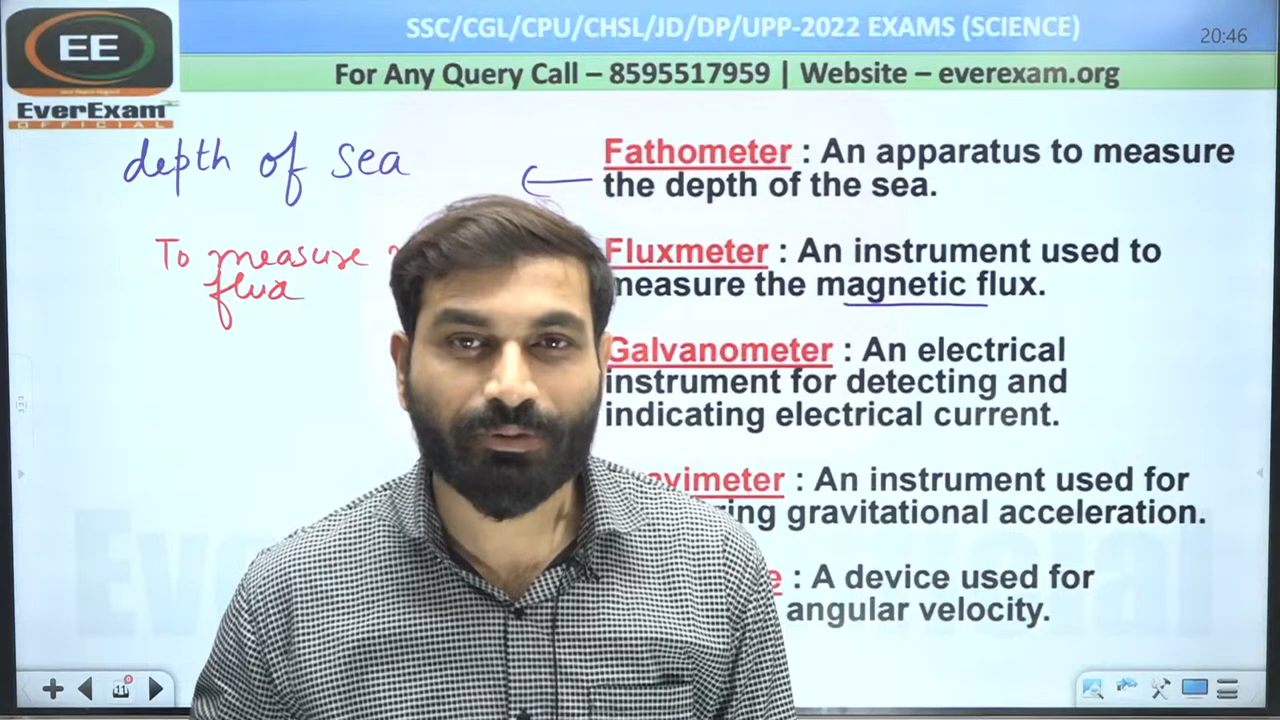 SSC/CGL/CPU/CHSL/JD/DP/UPP-2022 EXAMS (SCIENCE)
20:46
For Any Query Call – 8595517959 | Website – everexam.org
EE
EverExam
OFFICIAL
depth of sea
To measure
flux
Fathometer : An apparatus to measure
the depth of the sea.
Fluxmeter : An instrument used to
measure the magnetic flux.
Galvanometer : An electrical
instrument for detecting and
indicating electrical current.
: An instrument used for
gravitational acceleration.
: A device used for
angular velocity.
11